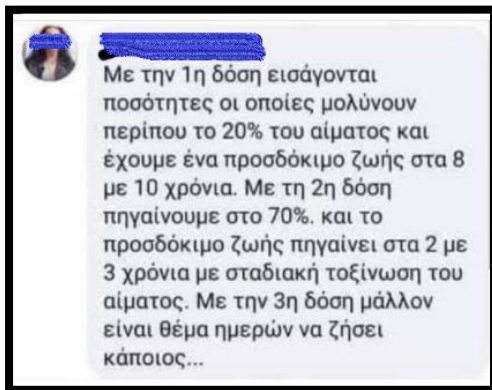 Με την 1η δόση εισάγονται
ποσότητες οι οποίες μολύνουν
περίπου το 20% του αίματος και
έχουμε ένα προσδόκιμο ζωής στα 8
με 10 χρόνια. Με τη 2η δόση
πηγαίνουμε στο 70%. και το
προσδόκιμο ζωής πηγαίνει στα 2 με
3 χρόνια με σταδιακή τοξίνωση του
αίματος. Με την 3η δόση μάλλον
είναι θέμα ημερών να ζήσει
κάποιος...